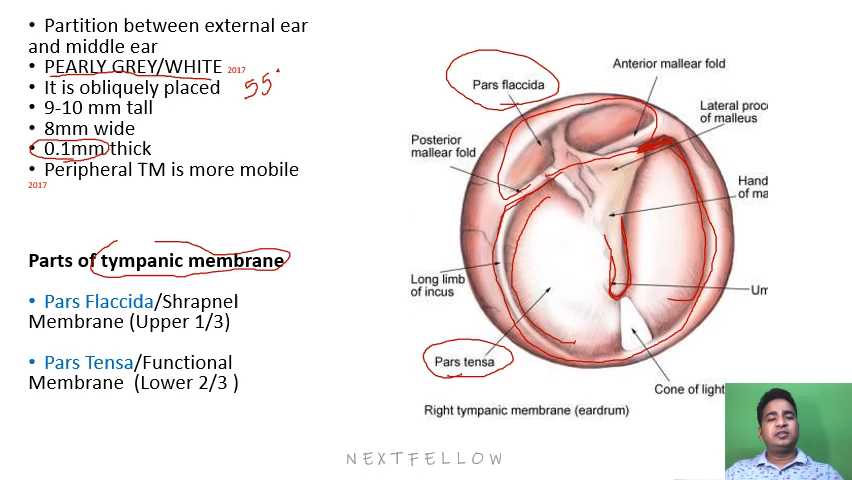 • Partition between external ear
and middle ear
• PEARLY GREY/WHITE 2017
• It is obliquely placed 55°
• 9-10 mm tall
• 8mm wide
• 0.1mm thick
• Peripheral TM is more mobile
2017
Parts of tympanic membrane
• Pars Flaccida/Shrapnel
Membrane (Upper 1/3)
• Pars Tensa/Functional
Membrane (Lower 2/3 )
Anterior mallear fold
Pars flaccida
Lateral proc
of malleus
Posterior
mallear fold
Hand
of ma
Long limb
of incus
Um
Pars tensa
Cone of light
Right tympanic membrane (eardrum)
NEXTFELLOW